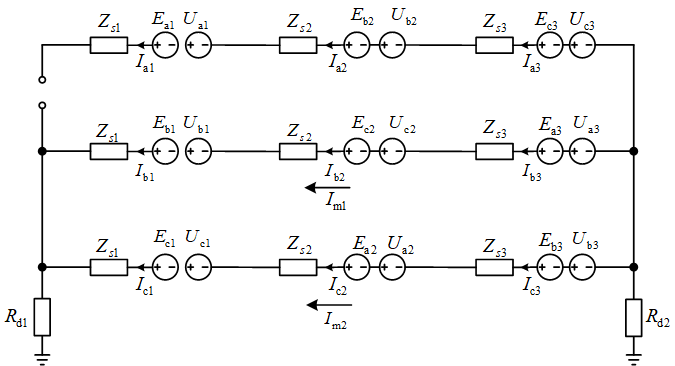 Zs1 Ea1 Ua1 Zs2 Eb2 Ub2 Zs3 Ec3 Uc3
+ - + - + - + - + - + -
Ia1 Ia2 Ia3
Zs1 Eb1 Ub1 Zs2 Ec2 Uc2 Zs3 Ea3 Ua3
+ - + - + - + - + - + -
Ib1 Ib2 Ib3
Im1
Zs1 Ec1 Uc1 Zs2 Ea2 Ua2 Zs3 Eb3 Ub3
+ - + - + - + - + - + -
Ic1 Ic2 Ic3
Rd1 Im2 Rd2